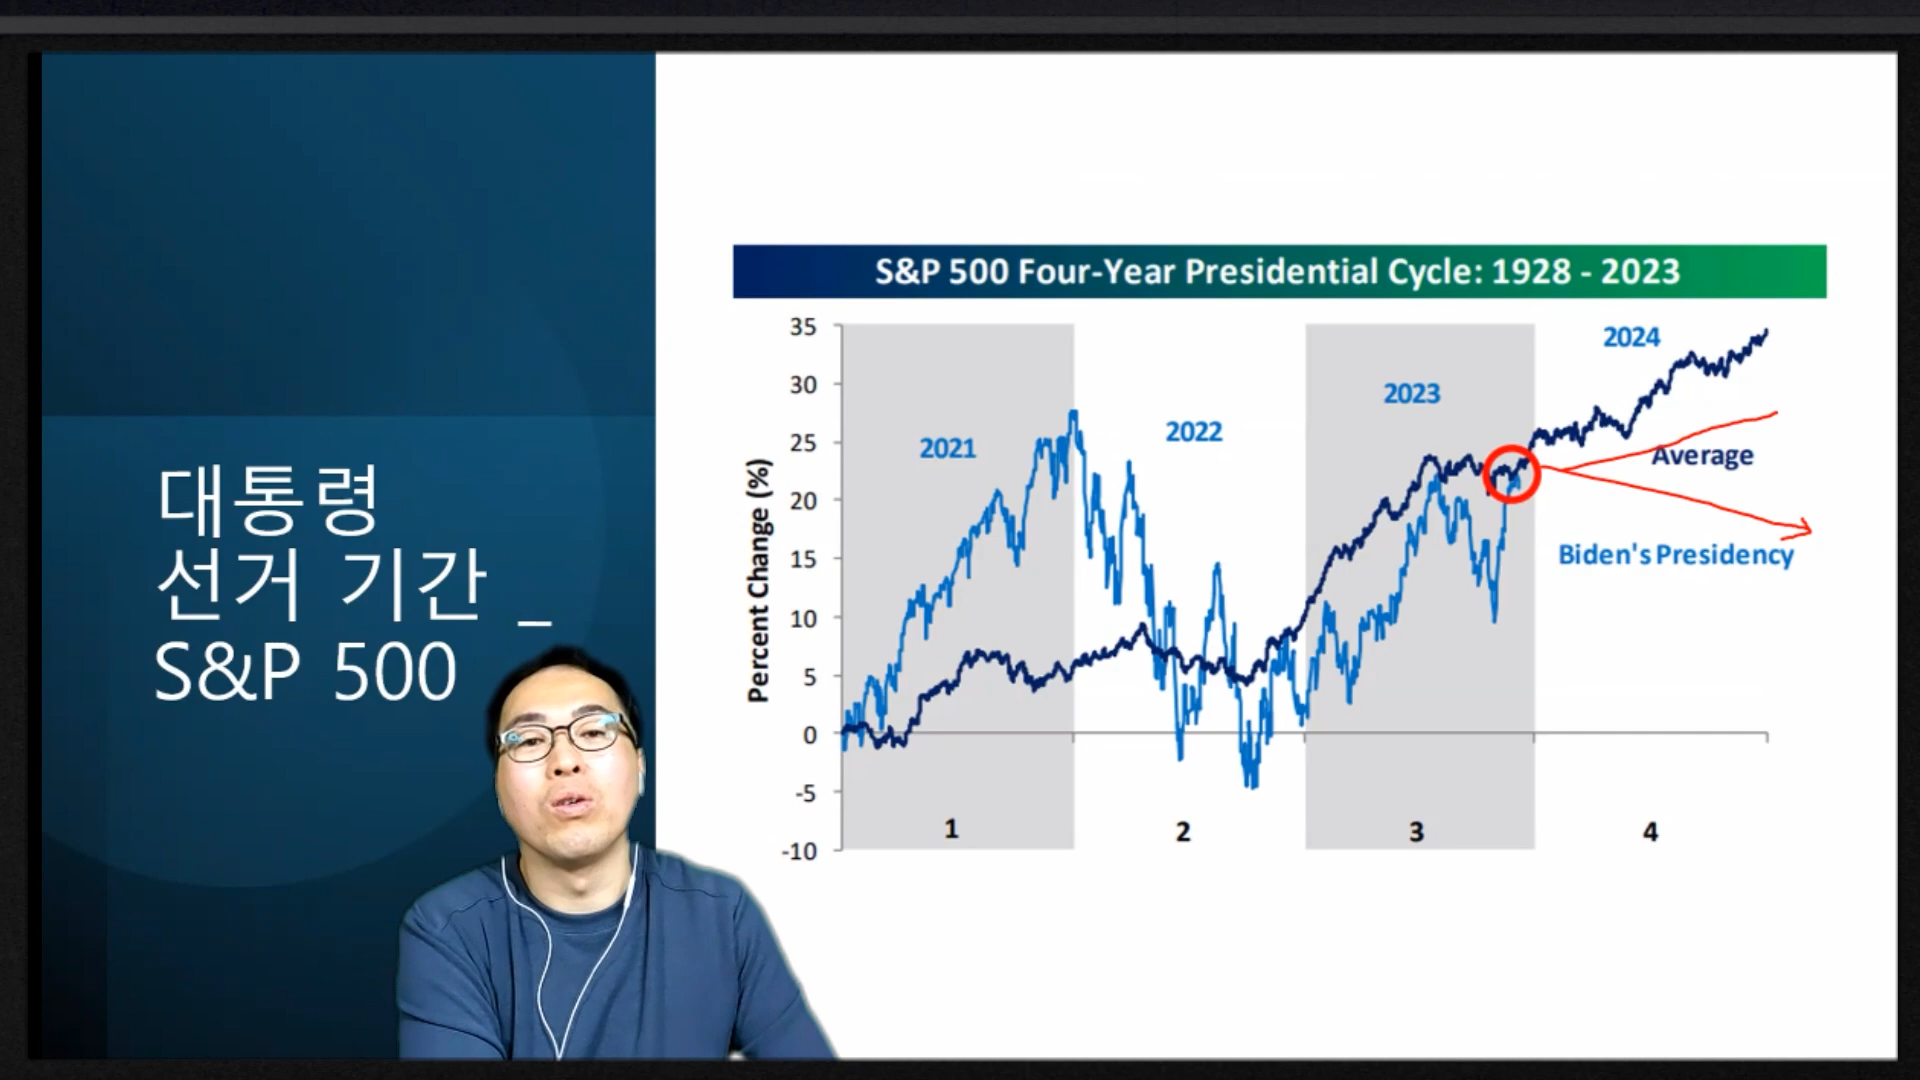 대통령
선거 기간 _
S&P 500
S&P 500 Four-Year Presidential Cycle: 1928 - 2023
Percent Change (%)
35
30
25
20
15
10
5
0
-5
-10
2021
2022
2023
2024
Average
Biden's Presidency
1
2
3
4